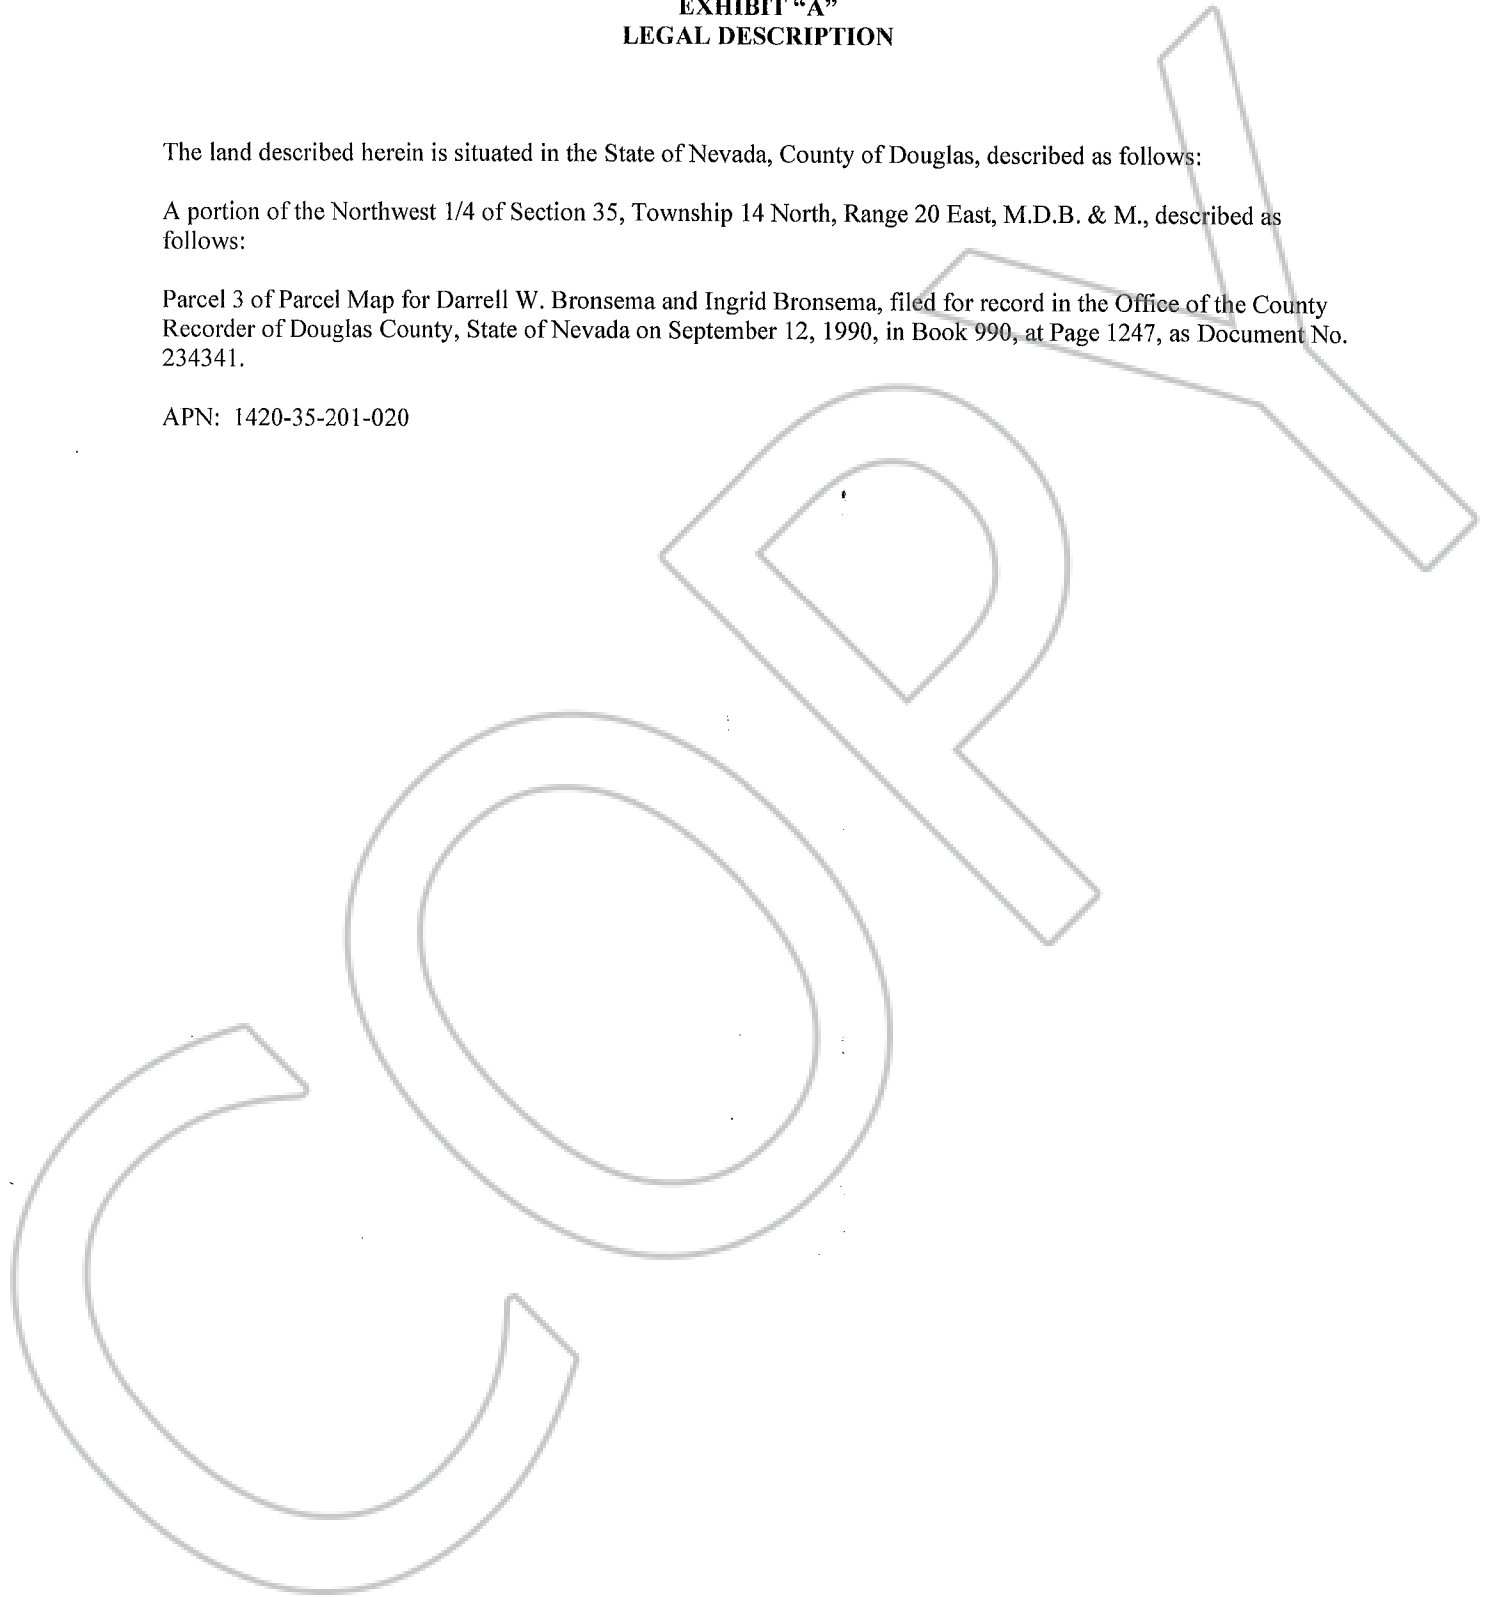 EXHIBIT “A”
LEGAL DESCRIPTION
The land described herein is situated in the State of Nevada, County of Douglas, described as follows:
A portion of the Northwest 1/4 of Section 35, Township 14 North, Range 20 East, M.D.B. & M., described as
follows:
Parcel 3 of Parcel Map for Darrell W. Bronsema and Ingrid Bronsema, filed for record in the Office of the County
Recorder of Douglas County, State of Nevada on September 12, 1990, in Book 990, at Page 1247, as Document No.
234341.
APN: 1420-35-201-020
COPY